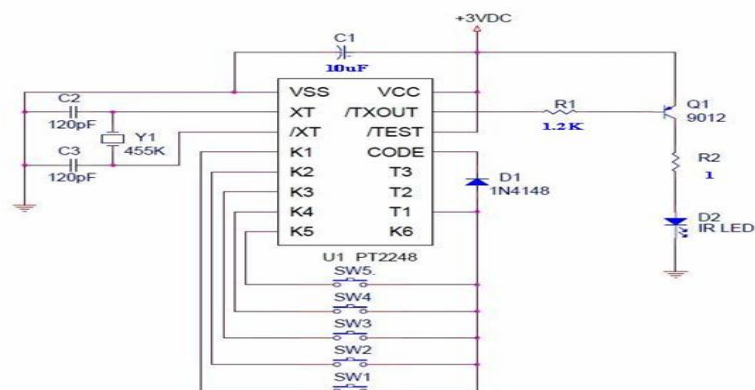 +3VDC
C1
10uF
C2
120pF
Y1
455K
C3
120pF
VSS VCC
XT /TXOUT
/XT /TEST
K1 CODE
K2 T3
K3 T2
K4 T1
K5 K6
U1 PT2248
R1
1.2K
Q1
9012
R2
1
D1
1N4148
D2
IR LED
SW5.
SW4
SW3
SW2
SW1